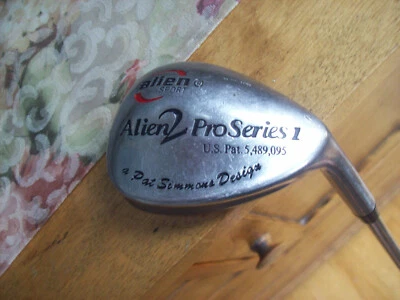 alien
SPORT
Alien 2 ProSeries 1
U.S. Pat. 5,489,095
A Pat Simmons Design